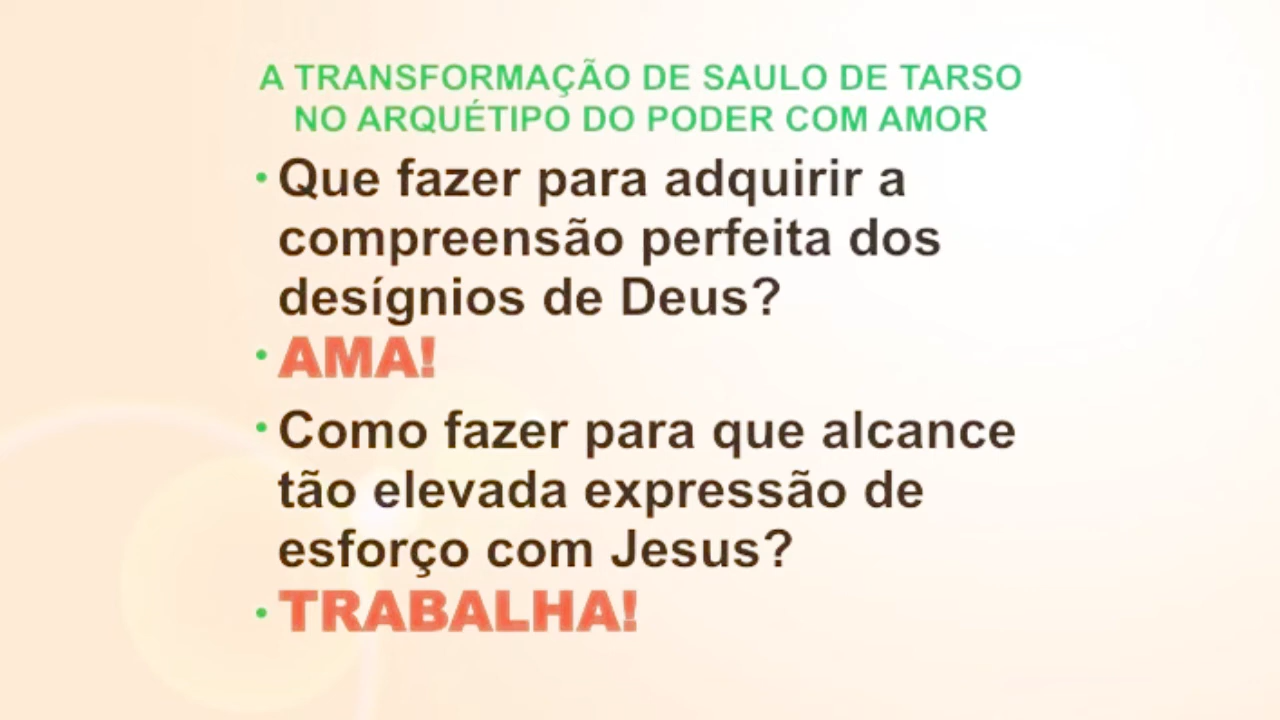 A TRANSFORMAÇÃO DE SAULO DE TARSO
NO ARQUÉTIPO DO PODER COM AMOR
• Que fazer para adquirir a
compreensão perfeita dos
desígnios de Deus?
• AMA!
• Como fazer para que alcance
tão elevada expressão de
esforço com Jesus?
• TRABALHA!